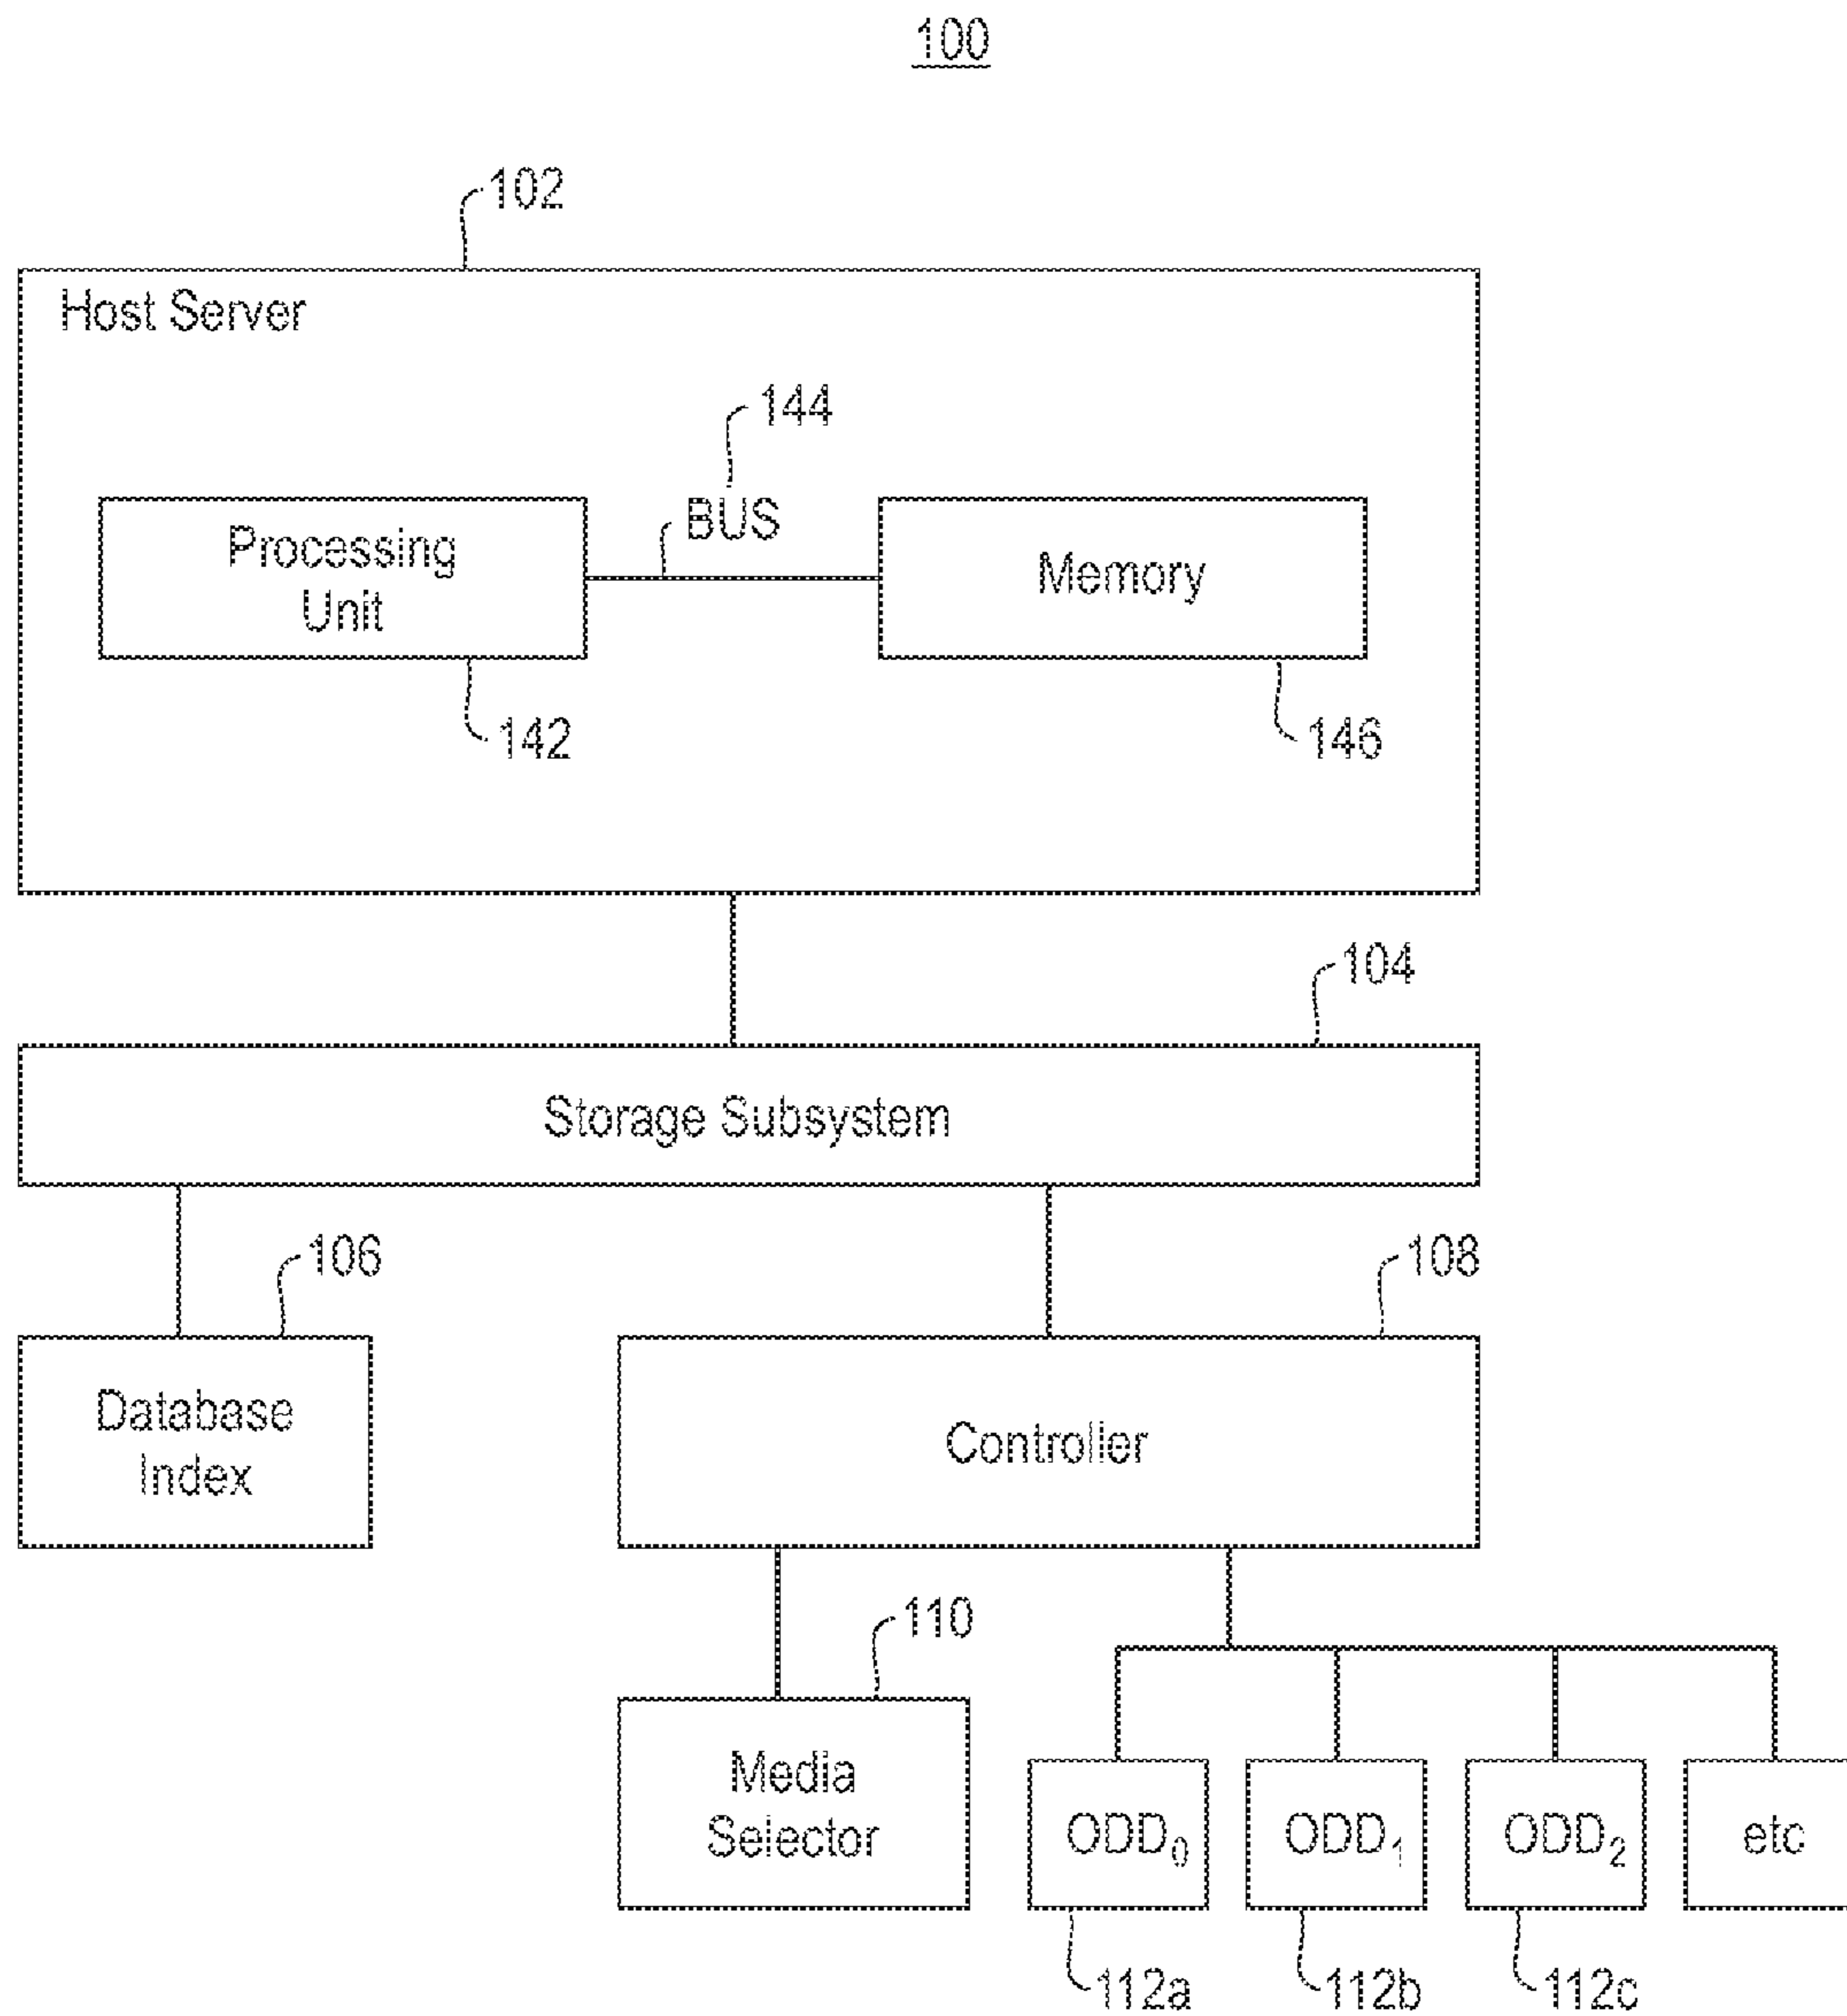 100
102
Host Server
144
BUS
Processing
Unit
Memory
142
146
104
Storage Subsystem
106
108
Database
Index
Controller
110
Media
Selector
ODD0
ODD1
ODD2
etc
112a
112b
112c